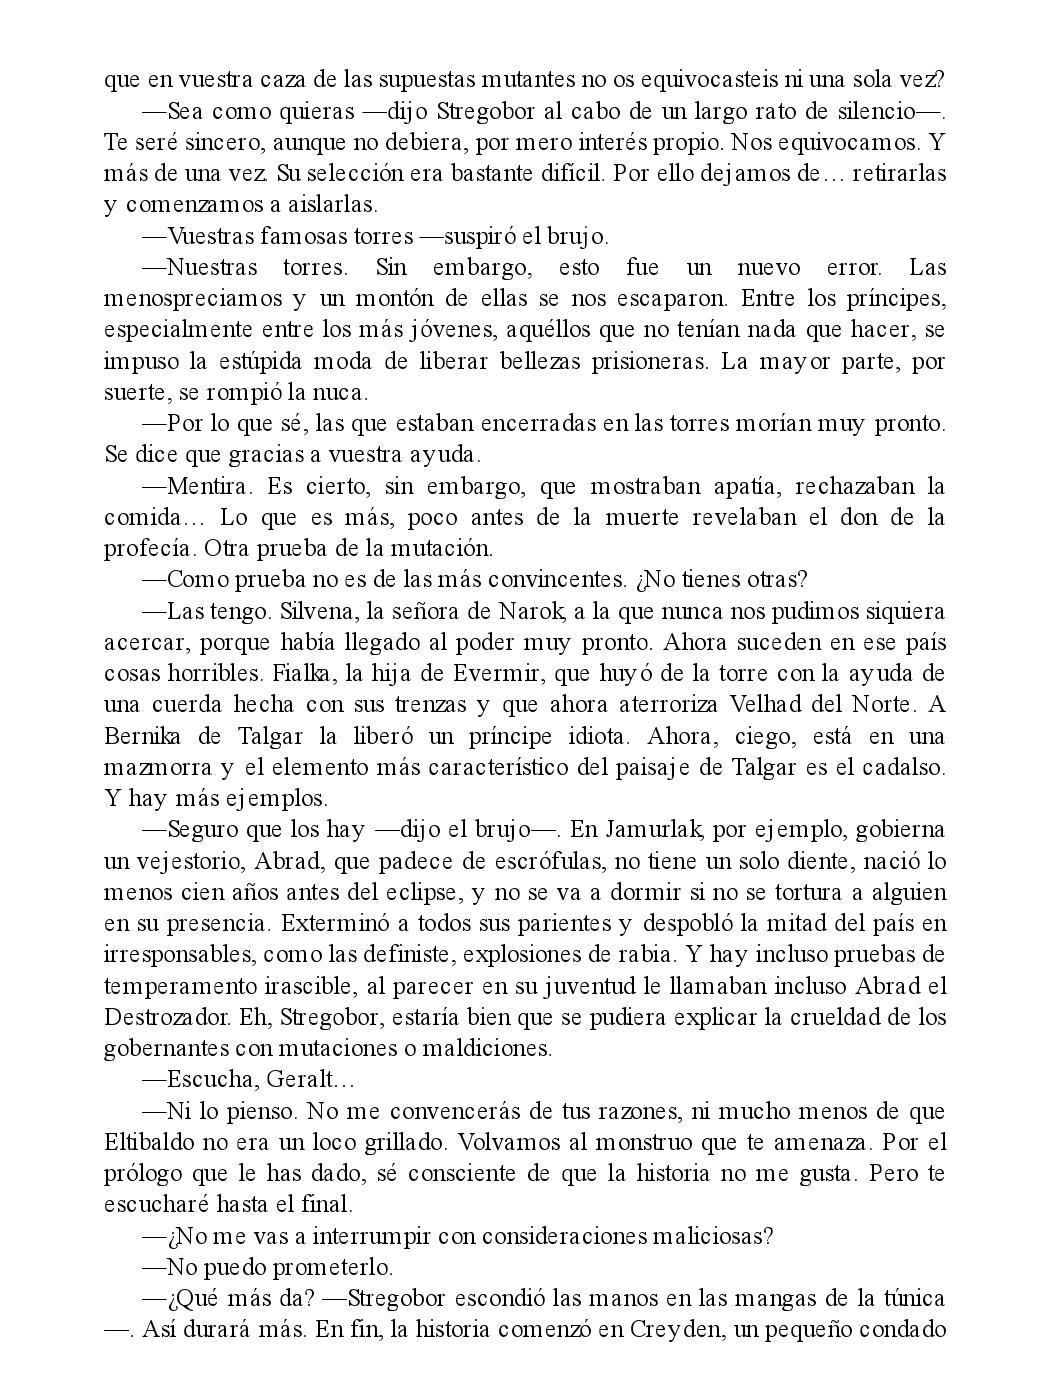 que en vuestra caza de las supuestas mutantes no os equivocasteis ni una sola vez?
—Sea como quieras —dijo Stregobor al cabo de un largo rato de silencio—.
Te seré sincero, aunque no debiera, por mero interés propio. Nos equivocamos. Y
más de una vez. Su selección era bastante difícil. Por ello dejamos de… retirarlas
y comenzamos a aislarlas.
—Vuestras famosas torres —suspiró el brujo.
—Nuestras torres. Sin embargo, esto fue un nuevo error. Las
menospreciamos y un montón de ellas se nos escaparon. Entre los príncipes,
especialmente entre los más jóvenes, aquéllos que no tenían nada que hacer, se
impuso la estúpida moda de liberar bellezas prisioneras. La mayor parte, por
suerte, se rompió la nuca.
—Por lo que sé, las que estaban encerradas en las torres morían muy pronto.
Se dice que gracias a vuestra ayuda.
—Mentira. Es cierto, sin embargo, que mostraban apatía, rechazaban la
comida… Lo que es más, poco antes de la muerte revelaban el don de la
profecía. Otra prueba de la mutación.
—Como prueba no es de las más convincentes. ¿No tienes otras?
—Las tengo. Silvena, la señora de Narok, a la que nunca nos pudimos siquiera
acercar, porque había llegado al poder muy pronto. Ahora suceden en ese país
cosas horribles. Fialka, la hija de Evermir, que huyó de la torre con la ayuda de
una cuerda hecha con sus trenzas y que ahora aterroriza Velhad del Norte. A
Bernika de Talgar la liberó un príncipe idiota. Ahora, ciego, está en una
mazmorra y el elemento más característico del paisaje de Talgar es el cadalso.
Y hay más ejemplos.
—Seguro que los hay —dijo el brujo—. En Jamurlak, por ejemplo, gobierna
un vejestorio, Abrad, que padece de escrófulas, no tiene un solo diente, nació lo
menos cien años antes del eclipse, y no se va a dormir si no se tortura a alguien
en su presencia. Exterminó a todos sus parientes y despobló la mitad del país en
irresponsables, como las definiste, explosiones de rabia. Y hay incluso pruebas de
temperamento irascible, al parecer en su juventud le llamaban incluso Abrad el
Destrozador. Eh, Stregobor, estaría bien que se pudiera explicar la crueldad de los
gobernantes con mutaciones o maldiciones.
—Escucha, Geralt…
—Ni lo pienso. No me convencerás de tus razones, ni mucho menos de que
Eltibaldo no era un loco grillado. Volvamos al monstruo que te amenaza. Por el
prólogo que le has dado, sé consciente de que la historia no me gusta. Pero te
escucharé hasta el final.
—¿No me vas a interrumpir con consideraciones maliciosas?
—No puedo prometerlo.
—¿Qué más da? —Stregobor escondió las manos en las mangas de la túnica
—. Así durará más. En fin, la historia comenzó en Creyden, un pequeño condado